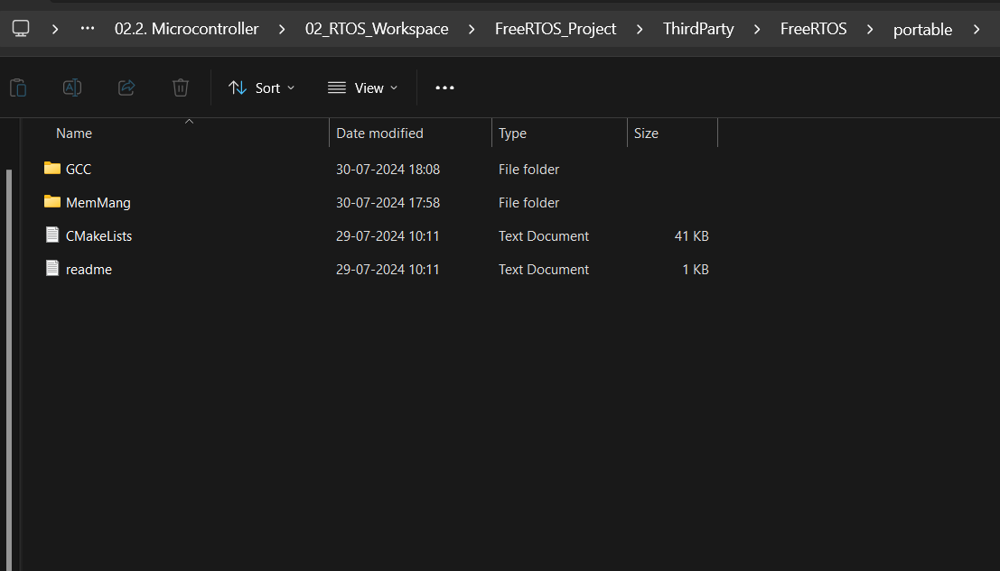 02.2. Microcontroller > 02_RTOS_Workspace > FreeRTOS_Project > ThirdParty > FreeRTOS > portable >
Sort View
Name Date modified Type Size
GCC 30-07-2024 18:08 File folder
MemMang 30-07-2024 17:58 File folder
CMakeLists 29-07-2024 10:11 Text Document 41 KB
readme 29-07-2024 10:11 Text Document 1 KB